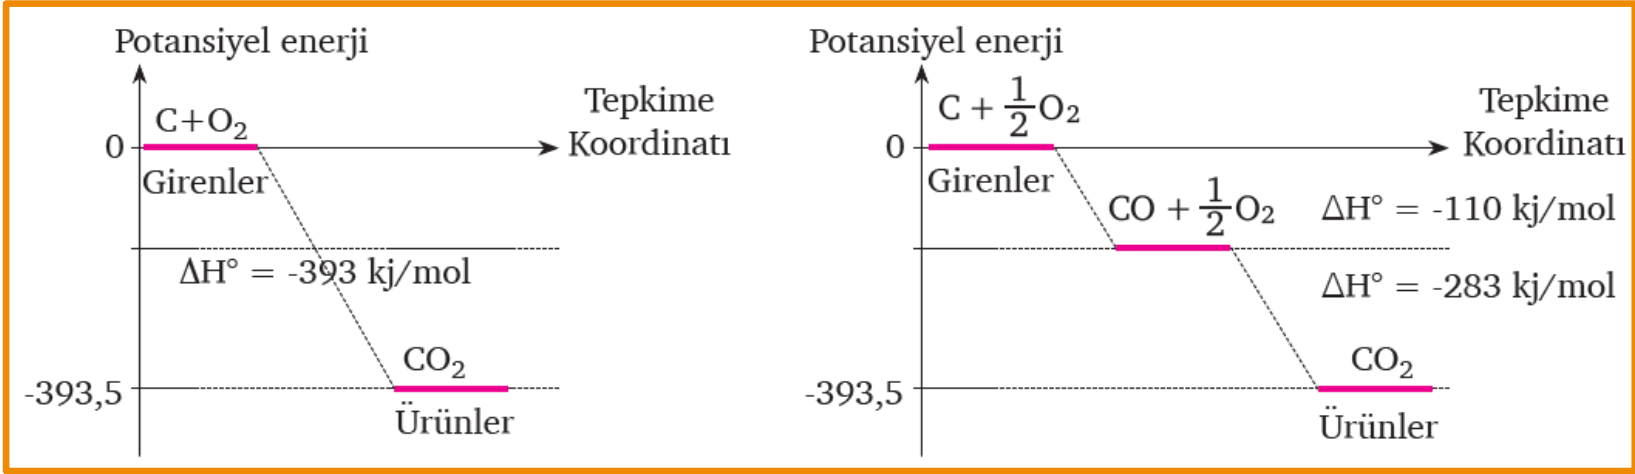 Potansiyel enerji
C+O₂
Tepkime
Koordinatı
0
Girenler
ΔH° = -393 kj/mol
CO₂
-393,5
Ürünler
Potansiyel enerji
C + 1/2 O₂
Tepkime
Koordinatı
0
Girenler
CO + 1/2 O₂
ΔH° = -110 kj/mol
ΔH° = -283 kj/mol
CO₂
-393,5
Ürünler